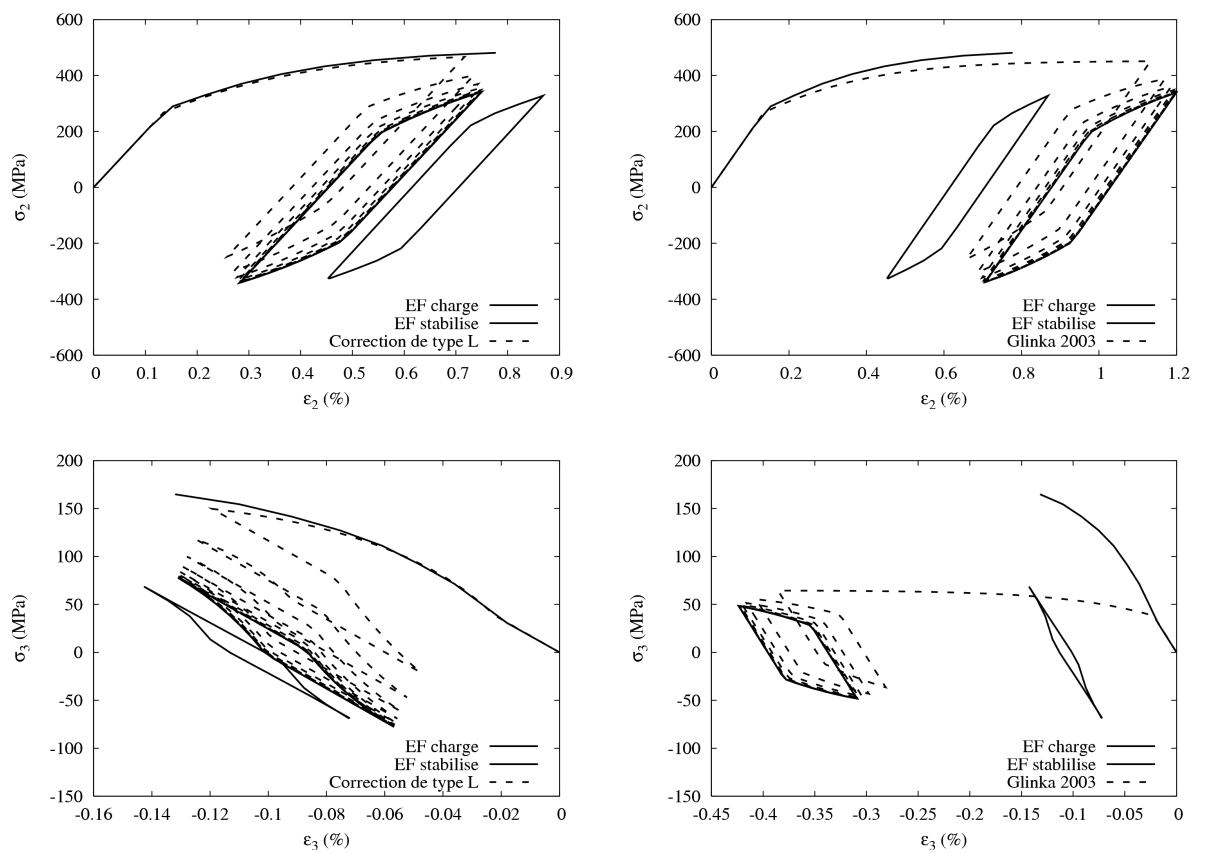 600
400
200
0
-200
-400
-600
σ2 (MPa)
EF charge
EF stabilise
Correction de type L
0 0.1 0.2 0.3 0.4 0.5 0.6 0.7 0.8 0.9
ε2 (%)
600
400
200
0
-200
-400
-600
σ2 (MPa)
EF charge
EF stabilise
Glinka 2003
0 0.2 0.4 0.6 0.8 1 1.2
ε2 (%)
200
150
100
50
0
-50
-100
-150
σ3 (MPa)
EF charge
EF stabilise
Correction de type L
-0.16 -0.14 -0.12 -0.1 -0.08 -0.06 -0.04 -0.02 0
ε3 (%)
200
150
100
50
0
-50
-100
-150
σ3 (MPa)
EF charge
EF stablilise
Glinka 2003
-0.45 -0.4 -0.35 -0.3 -0.25 -0.2 -0.15 -0.1 -0.05 0
ε3 (%)